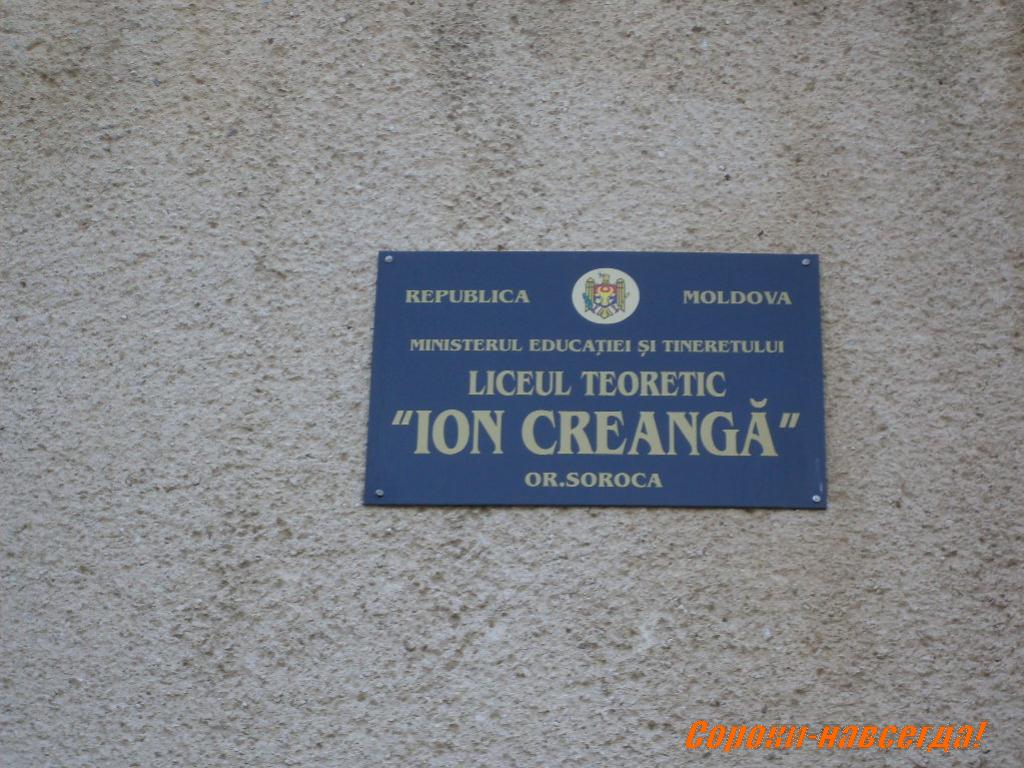 REPUBLICA MOLDOVA
MINISTERUL EDUCAȚIEI ȘI TINERETULUI
LICEUL TEORETIC
"ION CREANGĂ"
OR.SOROCA
Сороки-навсегда!